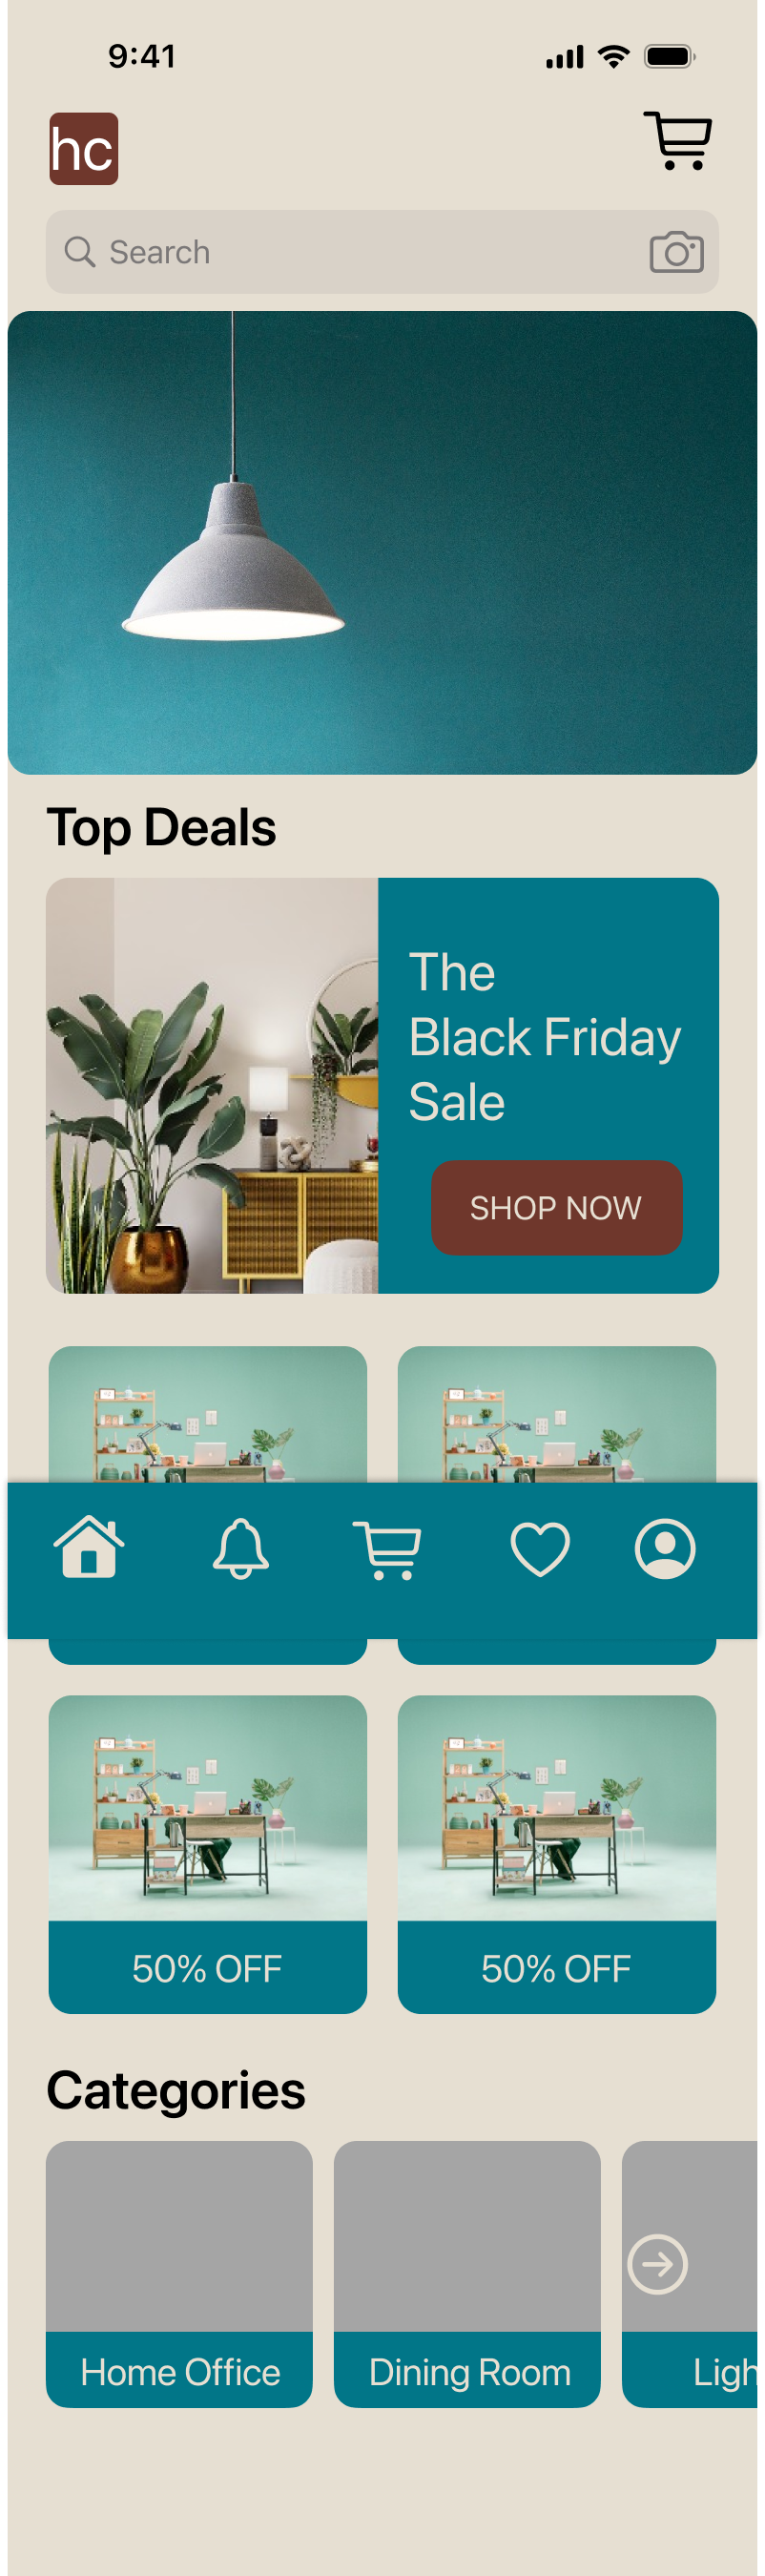 9:41
hc
Search
Top Deals
The
Black Friday
Sale
SHOP NOW
50% OFF
50% OFF
Categories
Home Office
Dining Room
Ligh